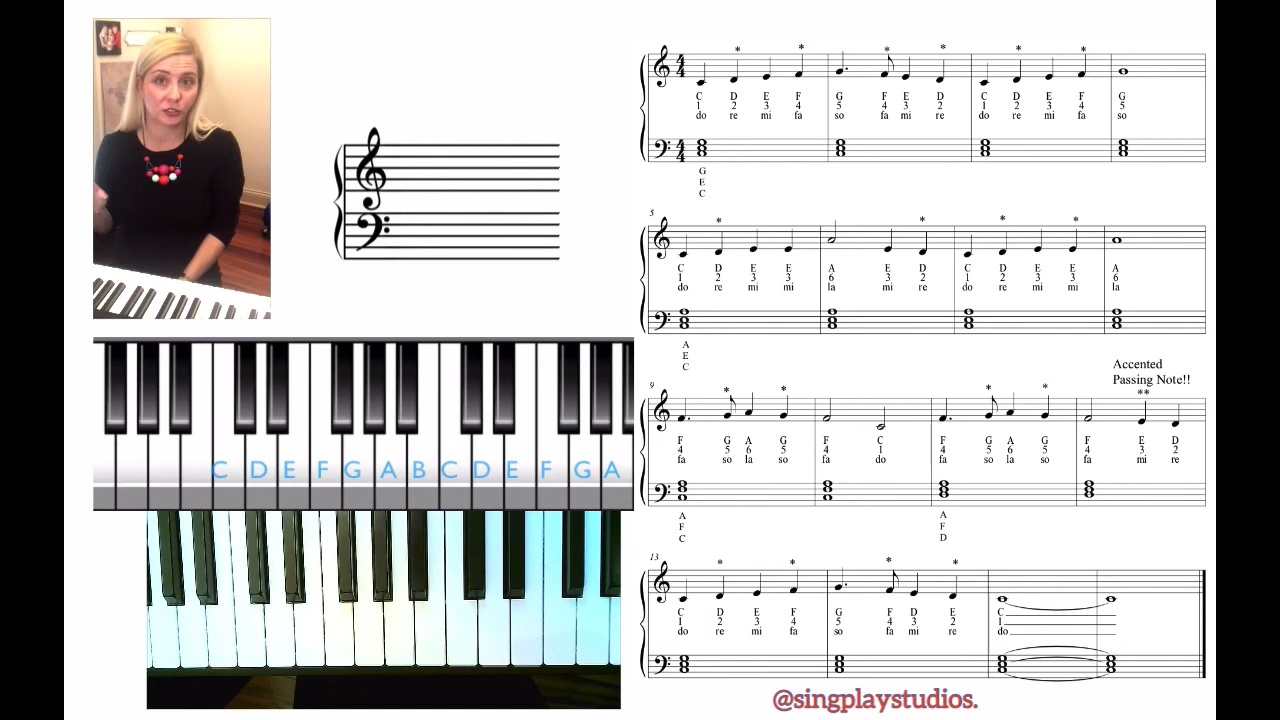 * * * * * * *
C D E F G F E D C D E F G
1 2 3 4 5 4 3 2 1 2 3 4 5
do re mi fa so fa mi re do re mi fa so
4 4
4 4
G
E
C
5
* * * *
C D E E A E D C D E E A
1 2 3 3 6 3 2 1 2 3 3 6
do re mi mi la mi re do re mi mi la
A
E
C
Accented
Passing Note!!
9
* * * * **
F G A G F C F G A G F E D
4 5 6 5 4 1 4 5 6 5 4 3 2
fa so la so fa do fa so la so fa mi re
A A
F F
C D
13
* * * *
C D E F G F D E C
1 2 3 4 5 4 3 2 1
do re mi fa so fa mi re do
C D E F G A B C D E F G A
@singplaystudios.